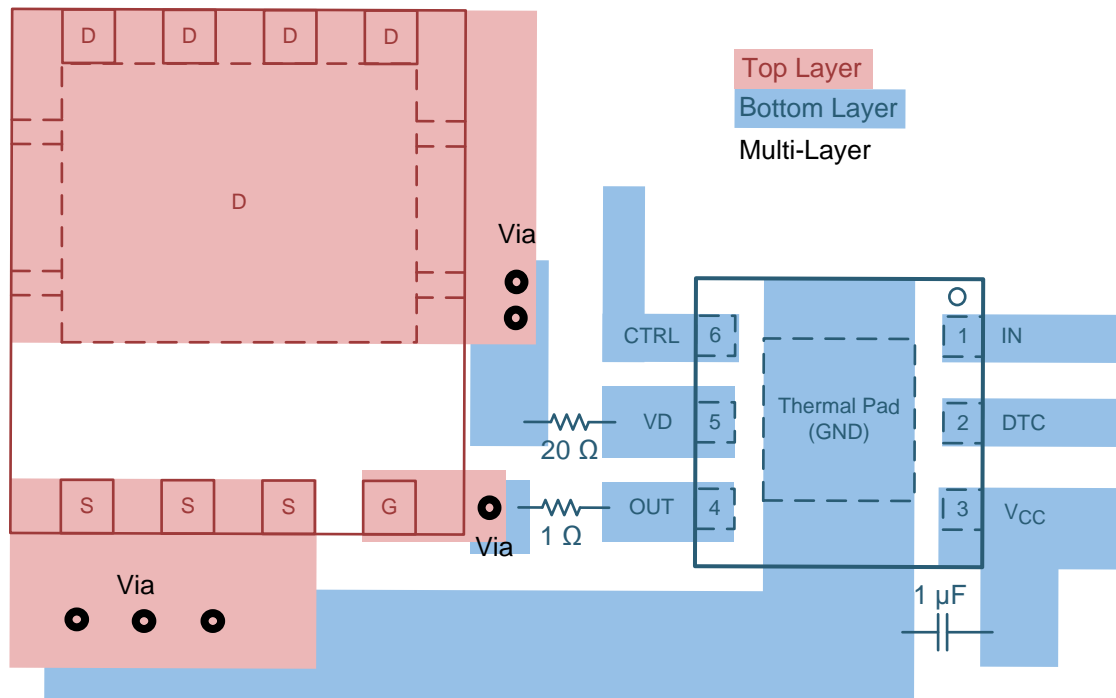 D D D D
Top Layer
Bottom Layer
Multi-Layer
D
Via
CTRL 6 1 IN
Thermal Pad
(GND)
VD 5 2 DTC
20 Ω
S S S G
OUT 4 3 VCC
1 Ω
Via
Via
1 µF